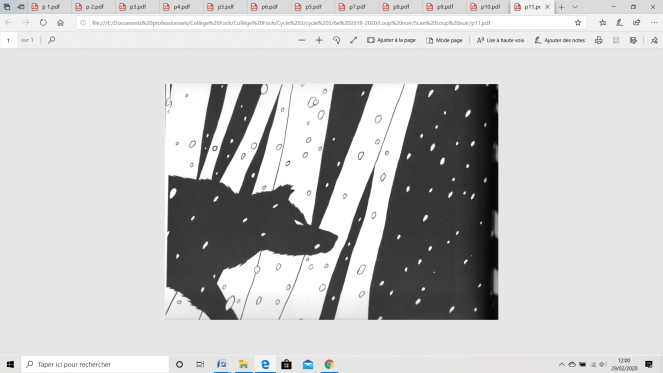 p 1.pdf p 2.pdf p3.pdf p4.pdf p5.pdf p6.pdf p5.pdf p7.pdf p8.pdf p9.pdf p10.pdf p11.pc
1 sur 1 Ajuster à la page Mode page Lire à haute voix Ajouter des notes
Taper ici pour rechercher
12:00
29/02/2020